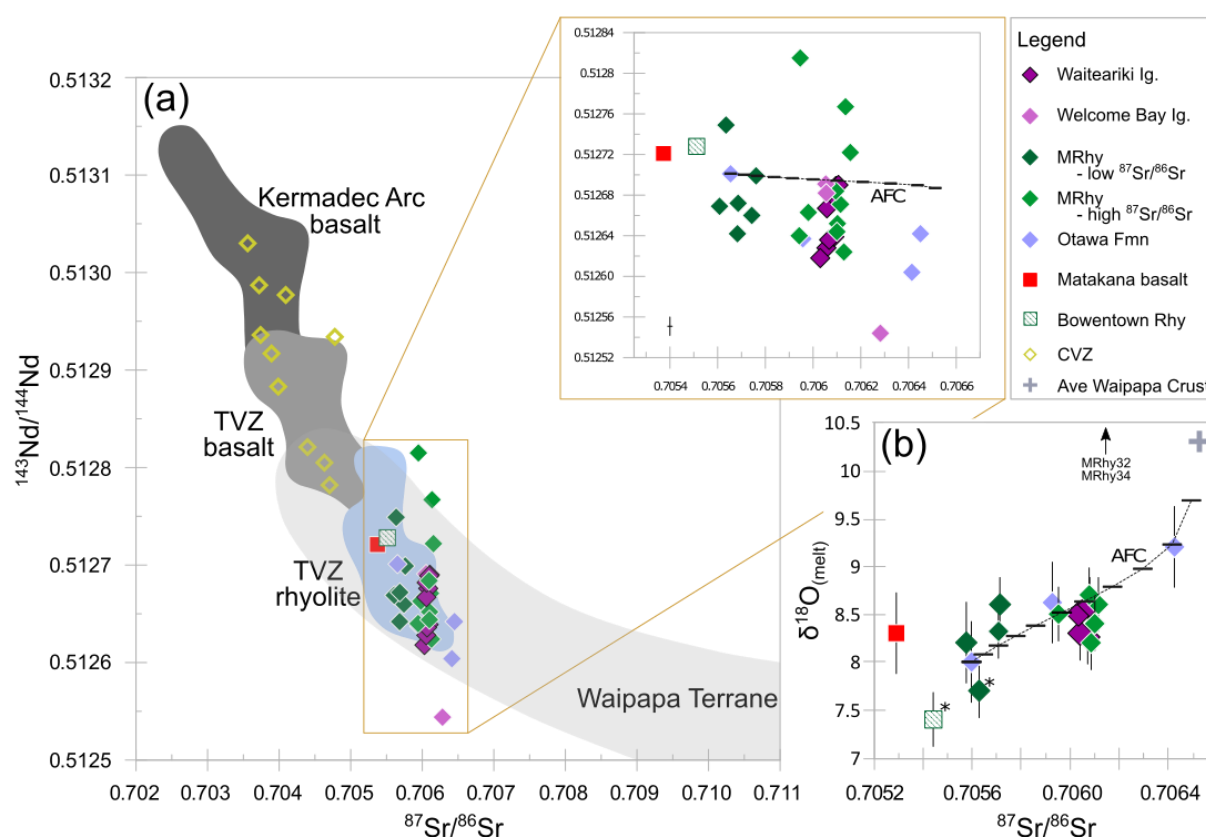 (a)
0.5132
0.5131
0.5130
0.5129
0.5128
0.5127
0.5126
0.5125
¹⁴³Nd/¹⁴⁴Nd
0.702
0.703
0.704
0.705
0.706
0.707
0.708
0.709
0.710
0.711
⁸⁷Sr/⁸⁶Sr
Kermadec Arc
basalt
TVZ
basalt
TVZ
rhyolite
Waipapa Terrane
0.51284
0.5128
0.51276
0.51272
0.51268
0.51264
0.51260
0.51256
0.51252
AFC
0.7054
0.7056
0.7058
0.706
0.7062
0.7064
0.7066
Legend
Waiteariki Ig.
Welcome Bay Ig.
MRhy
- low ⁸⁷Sr/⁸⁶Sr
MRhy
- high ⁸⁷Sr/⁸⁶Sr
Otawa Fmn
Matakana basalt
Bowentown Rhy
CVZ
Ave Waipapa Crust
(b)
10.5
10
9.5
9
8.5
8
7.5
7
δ¹⁸O(melt)
MRhy32
MRhy34
AFC
*
*
0.7052
0.7056
0.7060
0.7064
⁸⁷Sr/⁸⁶Sr